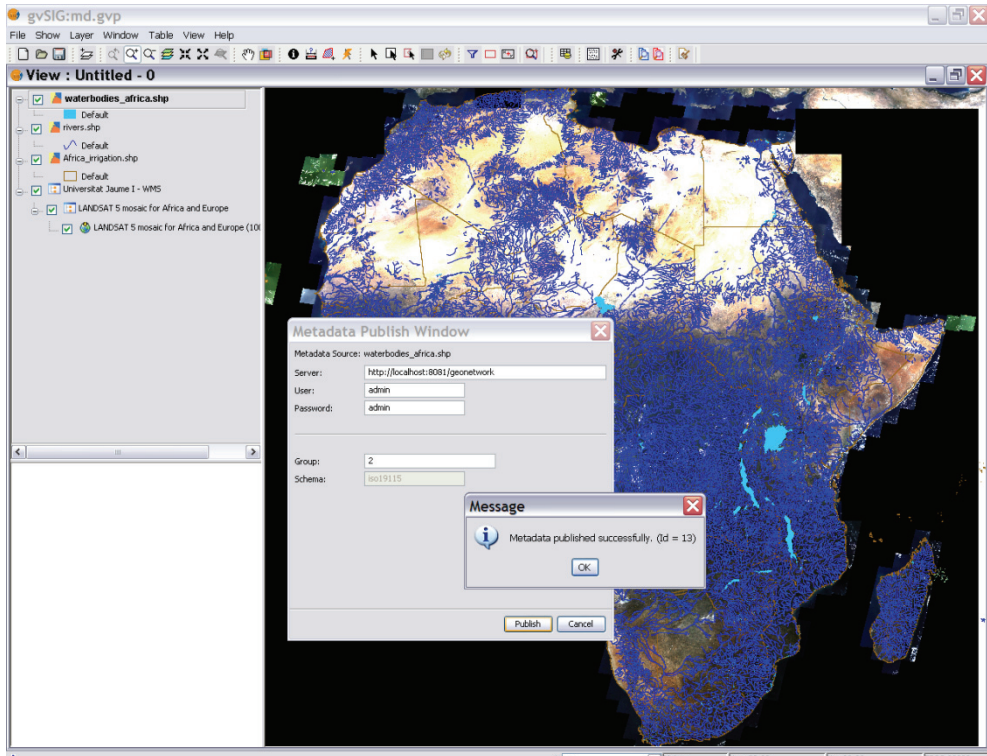 gvSIG:md.gvp
File Show Layer Window Table View Help
View : Untitled - 0
waterbodies_africa.shp
Default
rivers.shp
Default
Africa_irrigation.shp
Default
Universitat Jaume I - WMS
LANDSAT 5 mosaic for Africa and Europe
LANDSAT 5 mosaic for Africa and Europe (100
Metadata Publish Window
Metadata Source: waterbodies_africa.shp
Server: http://localhost:8081/geonetwork
User: admin
Password: admin
Group: 2
Schema: iso19115
Message
Metadata published successfully. (Id = 13)
OK
Publish Cancel